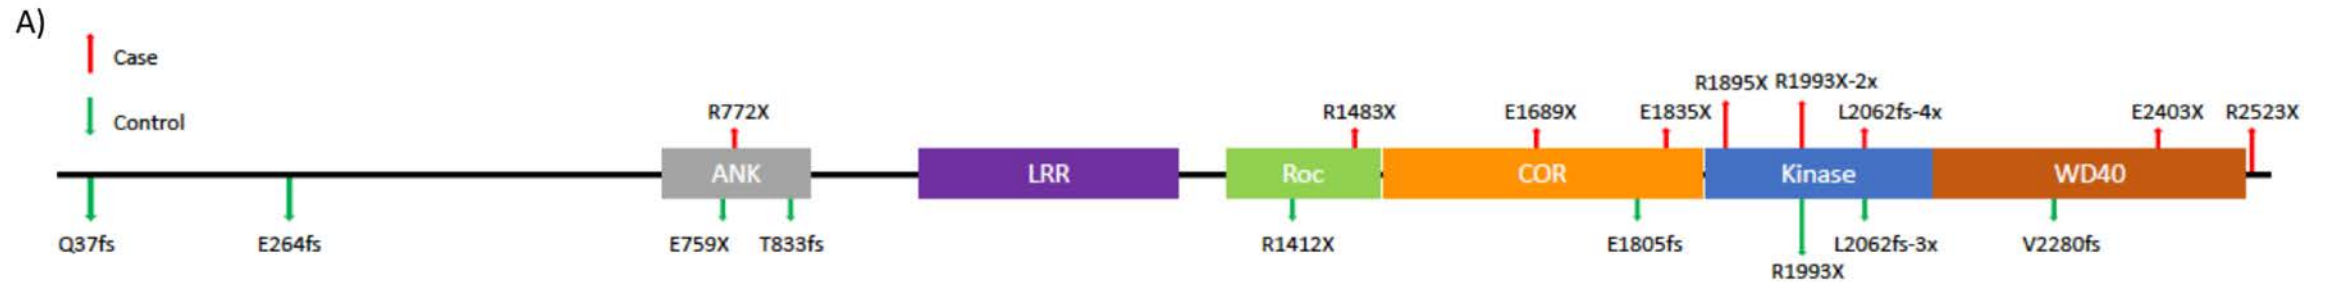 A)
Case
Control
R1895X R1993X-2x
R772X R1483X E1689X E1835X L2062fs-4x E2403X R2523X
ANK LRR Roc COR Kinase WD40
Q37fs E264fs E759X T833fs R1412X E1805fs L2062fs-3x V2280fs
R1993X